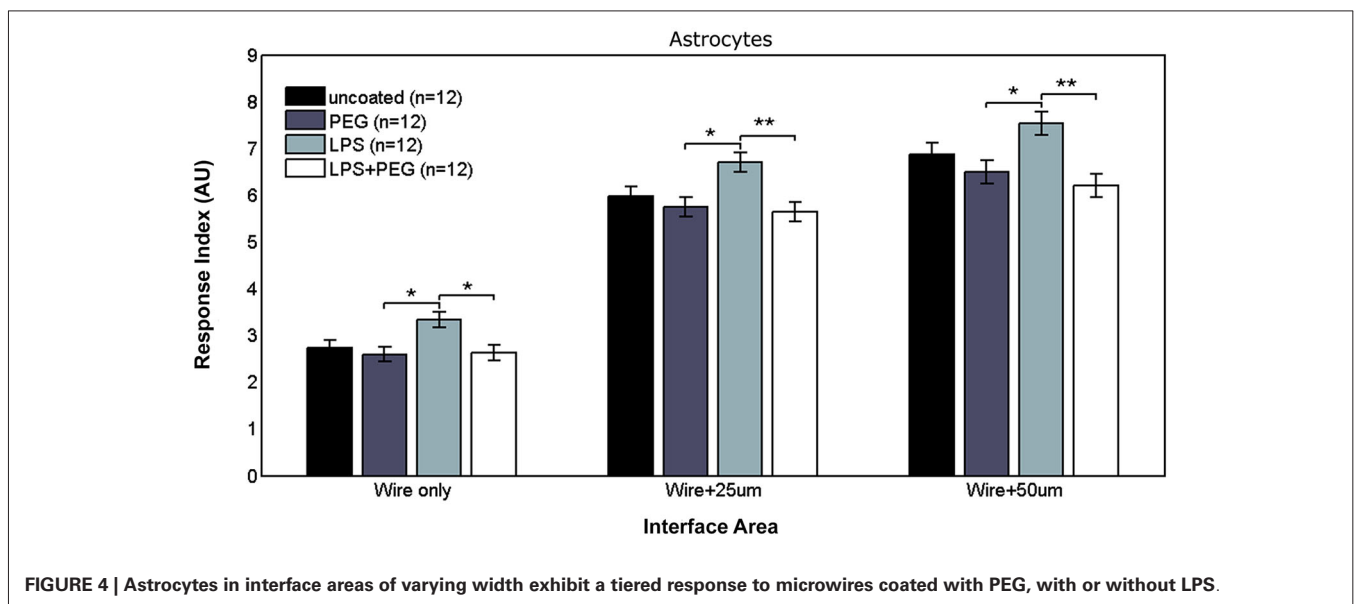 Astrocytes
9
8
7
6
5
4
3
2
1
0
Response Index (AU)
uncoated (n=12)
PEG (n=12)
LPS (n=12)
LPS+PEG (n=12)
* *
* **
* **
Wire only Wire+25um Wire+50um
Interface Area
FIGURE 4 | Astrocytes in interface areas of varying width exhibit a tiered response to microwires coated with PEG, with or without LPS.